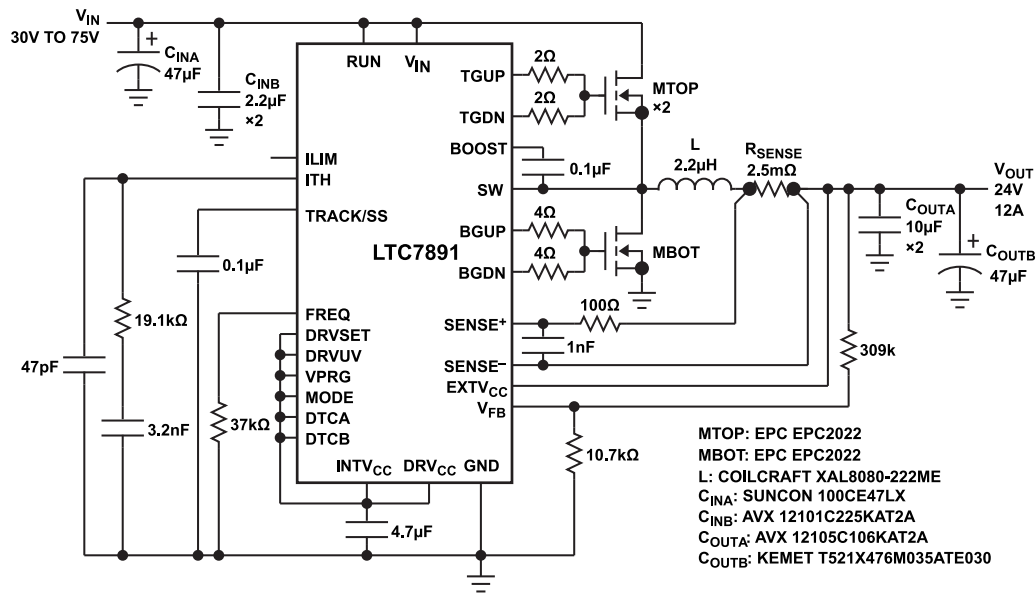 VIN
30V TO 75V
+
CINA
47µF
CINB
2.2µF
×2
RUN
VIN
TGUP
TGDN
BOOST
SW
BGUP
BGDN
SENSE+
SENSE–
EXTVCC
VFB
ILIM
ITH
TRACK/SS
LTC7891
FREQ
DRVSET
DRVUV
VPRG
MODE
DTCA
DTCB
INTVCC
DRVCC
GND
2Ω
2Ω
MTOP
×2
0.1µF
L
2.2µH
RSENSE
2.5mΩ
VOUT
24V
12A
4Ω
4Ω
MBOT
COUTA
10µF
×2
+
COUTB
47µF
100Ω
1nF
309k
10.7kΩ
0.1µF
19.1kΩ
47pF
3.2nF
37kΩ
4.7µF
MTOP: EPC EPC2022
MBOT: EPC EPC2022
L: COILCRAFT XAL8080-222ME
CINA: SUNCON 100CE47LX
CINB: AVX 12101C225KAT2A
COUTA: AVX 12105C106KAT2A
COUTB: KEMET T521X476M035ATE030